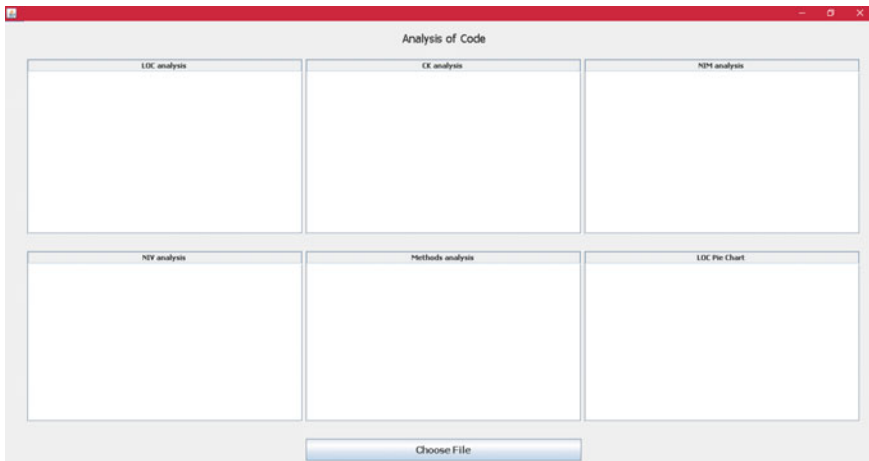 Analysis of Code
LOC analysis
CK analysis
NIM analysis
NIV analysis
Methods analysis
LOC Pie Chart
Choose File